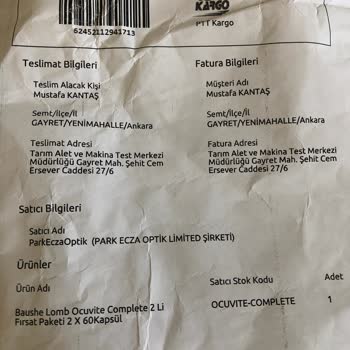 62452112941713
KARGO
PTT Kargo
Teslimat Bilgileri
Teslim Alacak Kişi
Mustafa KANTAŞ
Semt/İlçe/İl
GAYRET/YENİMAHALLE/Ankara
Teslimat Adresi
Tarım Alet ve Makina Test Merkezi
Müdürlüğü Gayret Mah. Şehit Cem
Ersever Caddesi 27/6
Fatura Bilgileri
Müşteri Adı
Mustafa KANTAŞ
Semt/İlçe/İl
GAYRET/YENİMAHALLE/Ankara
Fatura Adresi
Tarım Alet ve Makina Test Merkezi
Müdürlüğü Gayret Mah. Şehit Cem
Ersever Caddesi 27/6
Satıcı Bilgileri
Satıcı Adı
ParkEczaOptik (PARK ECZA OPTİK LİMİTED ŞİRKETİ)
Ürünler
Ürün Adı Satıcı Stok Kodu Adet
Baushe Lomb Ocuvite Complete 2 Li OCUVITE-COMPLETE 1
Fırsat Paketi 2 X 60Kapsül